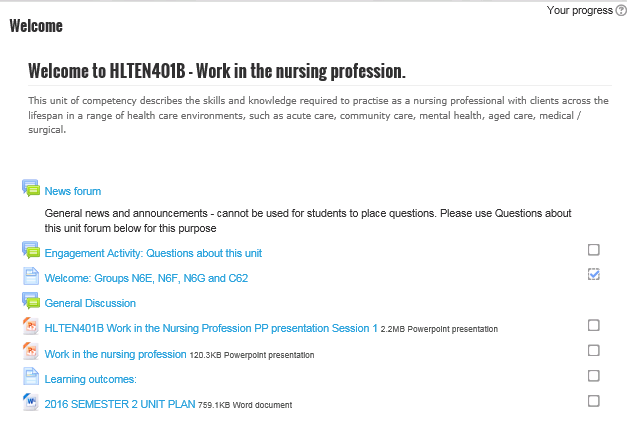 Your progress
Welcome
Welcome to HLTEN401B - Work in the nursing profession.
This unit of competency describes the skills and knowledge required to practise as a nursing professional with clients across the
lifespan in a range of health care environments, such as acute care, community care, mental health, aged care, medical /
surgical.
News forum
General news and announcements - cannot be used for students to place questions. Please use Questions about
this unit forum below for this purpose
Engagement Activity: Questions about this unit
Welcome: Groups N6E, N6F, N6G and C62
General Discussion
HLTEN401B Work in the Nursing Profession PP presentation Session 1 2.2MB Powerpoint presentation
Work in the nursing profession 120.3KB Powerpoint presentation
Learning outcomes:
2016 SEMESTER 2 UNIT PLAN 759.1KB Word document